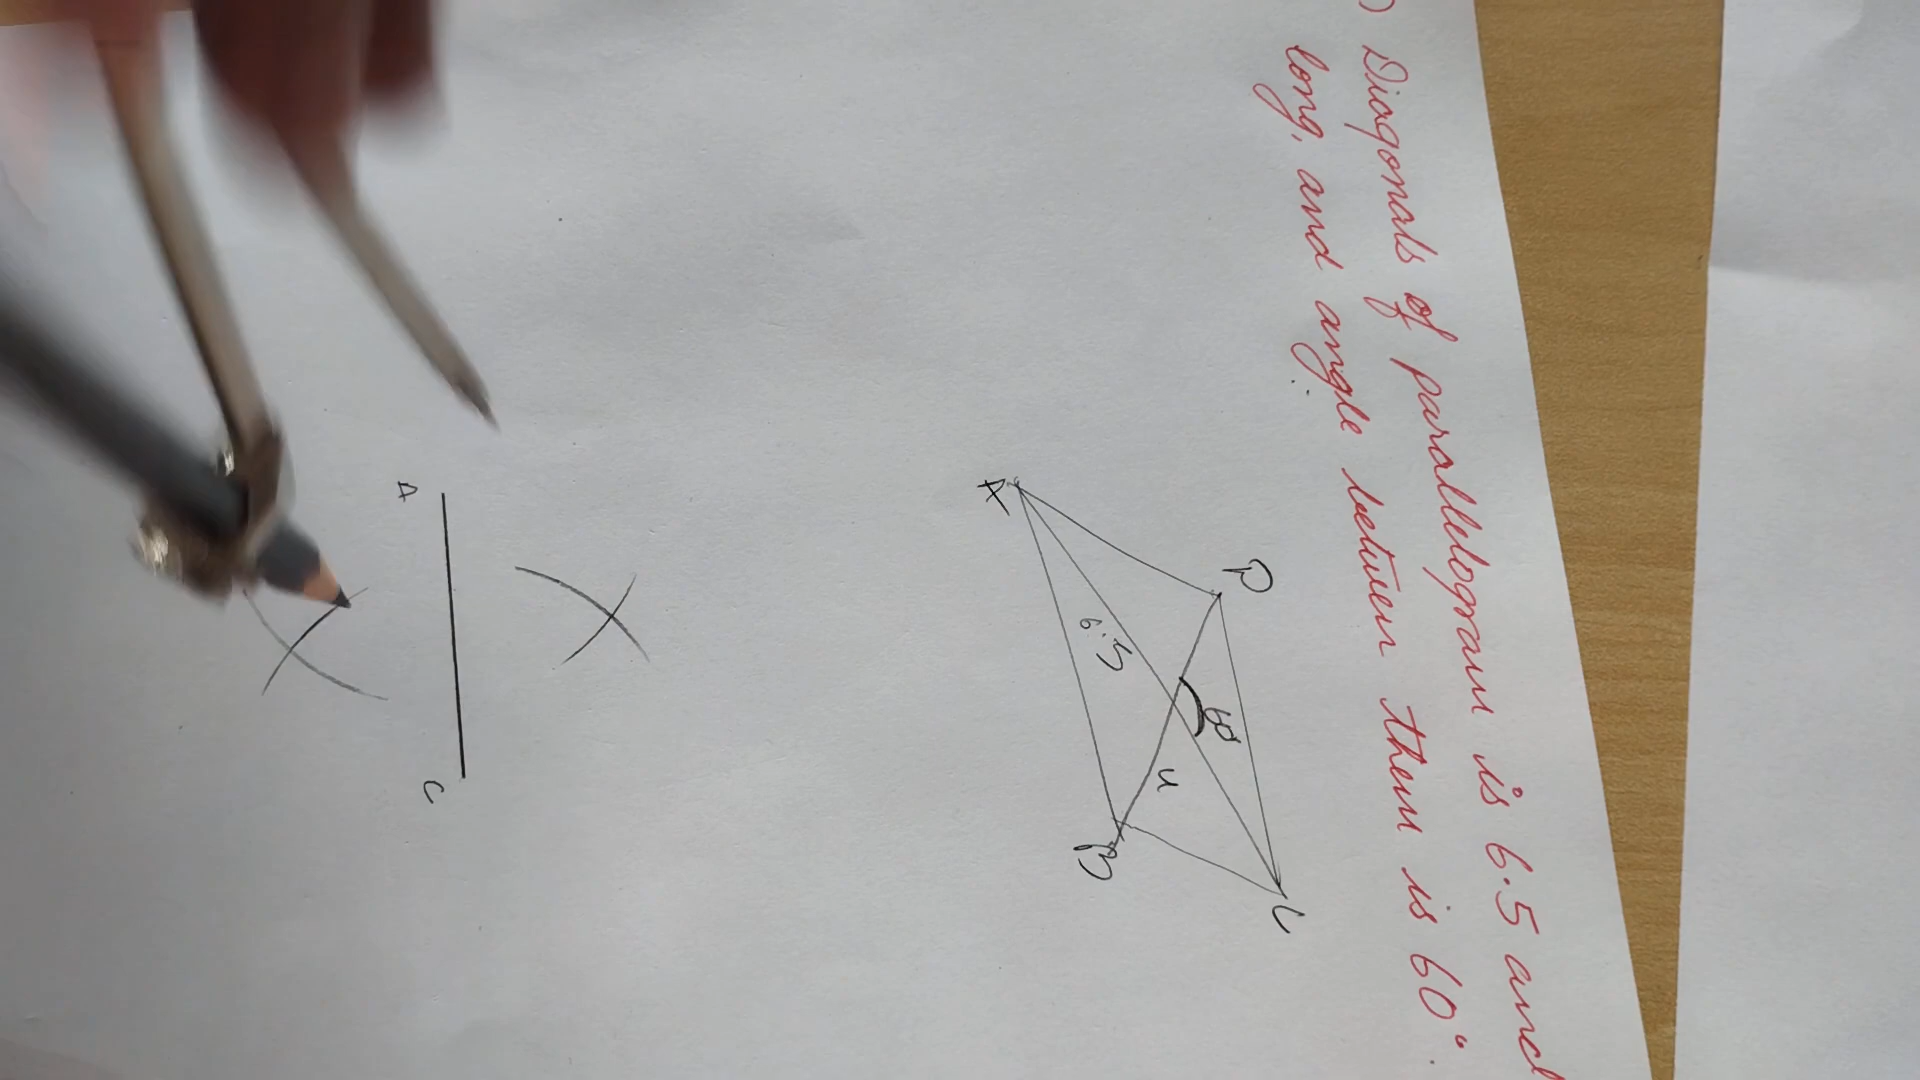 Diagonals of parallelogram is 6.5 and
long, and angle between them is 60°.
D
A
6.5
60°
4
B
C
A
C